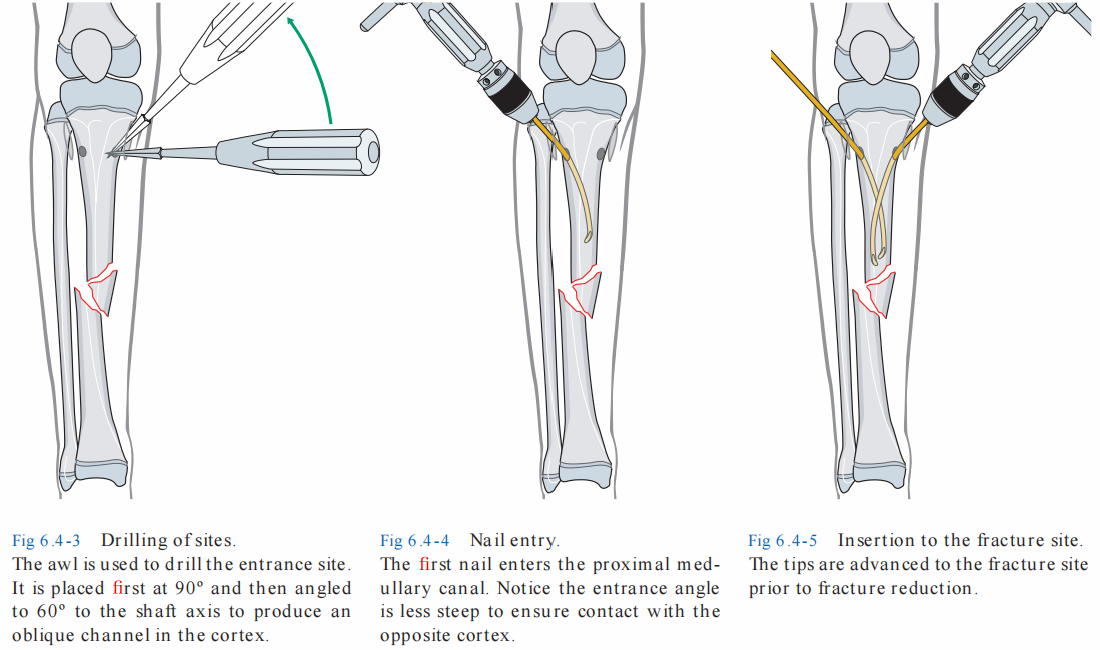 Fig 6.4-3 Drilling of sites.
The awl is used to drill the entrance site.
It is placed first at 90° and then angled
to 60° to the shaft axis to produce an
oblique channel in the cortex.
Fig 6.4-4 Nail entry.
The first nail enters the proximal med-
ullary canal. Notice the entrance angle
is less steep to ensure contact with the
opposite cortex.
Fig 6.4-5 Insertion to the fracture site.
The tips are advanced to the fracture site
prior to fracture reduction.